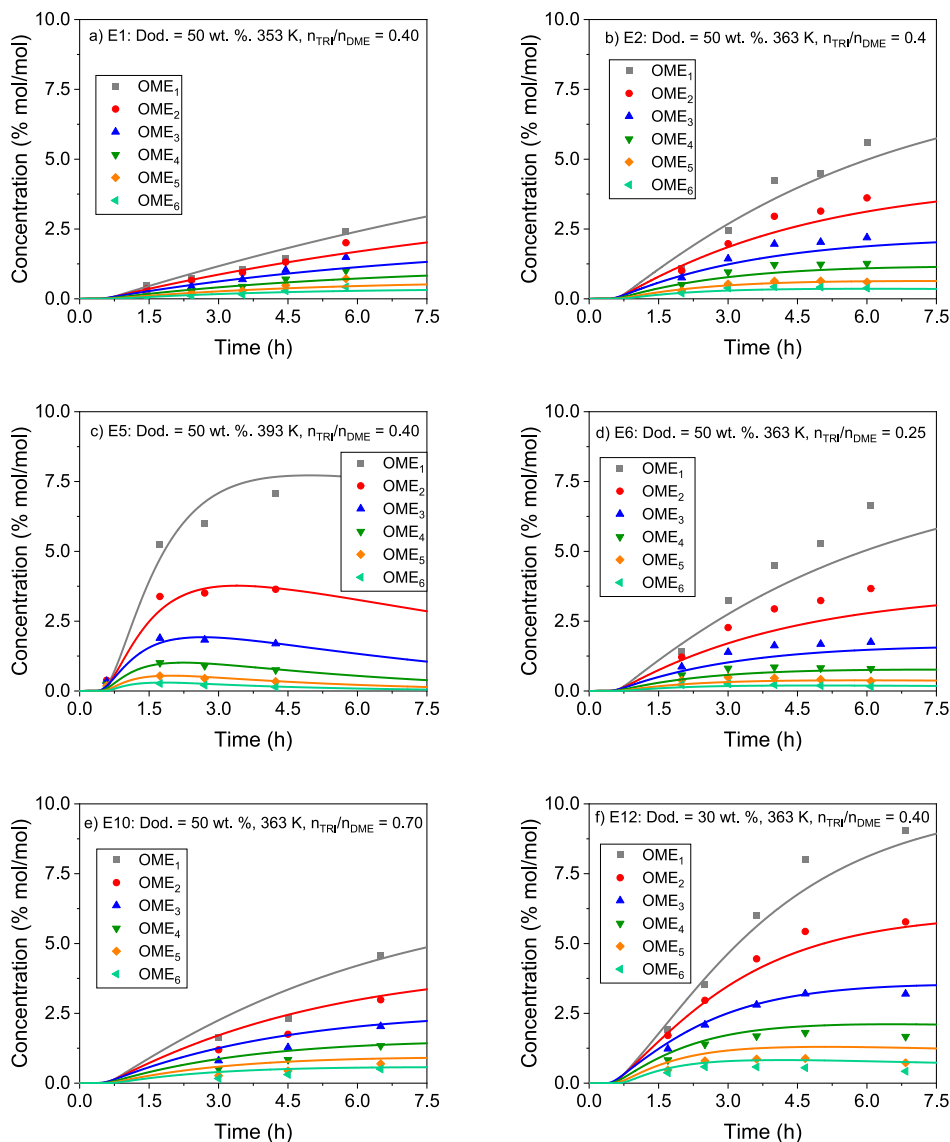 a) E1: Dod. = 50 wt. %. 353 K, nTRI/nDME = 0.40
OME1
OME2
OME3
OME4
OME5
OME6
Concentration (% mol/mol)
10.0
7.5
5.0
2.5
0.0
0.0 1.5 3.0 4.5 6.0 7.5
Time (h)
b) E2: Dod. = 50 wt. %. 363 K, nTRI/nDME = 0.4
OME1
OME2
OME3
OME4
OME5
OME6
Concentration (% mol/mol)
10.0
7.5
5.0
2.5
0.0
0.0 1.5 3.0 4.5 6.0 7.5
Time (h)
c) E5: Dod. = 50 wt. %. 393 K, nTRI/nDME = 0.40
OME1
OME2
OME3
OME4
OME5
OME6
Concentration (% mol/mol)
10.0
7.5
5.0
2.5
0.0
0.0 1.5 3.0 4.5 6.0 7.5
Time (h)
d) E6: Dod. = 50 wt. %. 363 K, nTRI/nDME = 0.25
OME1
OME2
OME3
OME4
OME5
OME6
Concentration (% mol/mol)
10.0
7.5
5.0
2.5
0.0
0.0 1.5 3.0 4.5 6.0 7.5
Time (h)
e) E10: Dod. = 50 wt. %, 363 K, nTRI/nDME = 0.70
OME1
OME2
OME3
OME4
OME5
OME6
Concentration (% mol/mol)
10.0
7.5
5.0
2.5
0.0
0.0 1.5 3.0 4.5 6.0 7.5
Time (h)
f) E12: Dod. = 30 wt. %, 363 K, nTRI/nDME = 0.40
OME1
OME2
OME3
OME4
OME5
OME6
Concentration (% mol/mol)
10.0
7.5
5.0
2.5
0.0
0.0 1.5 3.0 4.5 6.0 7.5
Time (h)